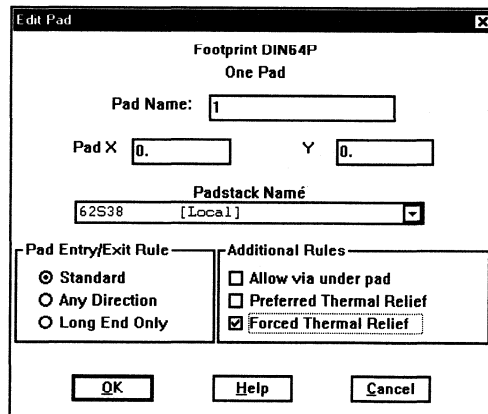 Edit Pad
Footprint DIN64P
One Pad
Pad Name: 1
Pad X 0. Y 0.
Padstack Namé
62S38 [Local]
Pad Entry/Exit Rule
Standard
Any Direction
Long End Only
Additional Rules
Allow via under pad
Preferred Thermal Relief
Forced Thermal Relief
OK Help Cancel